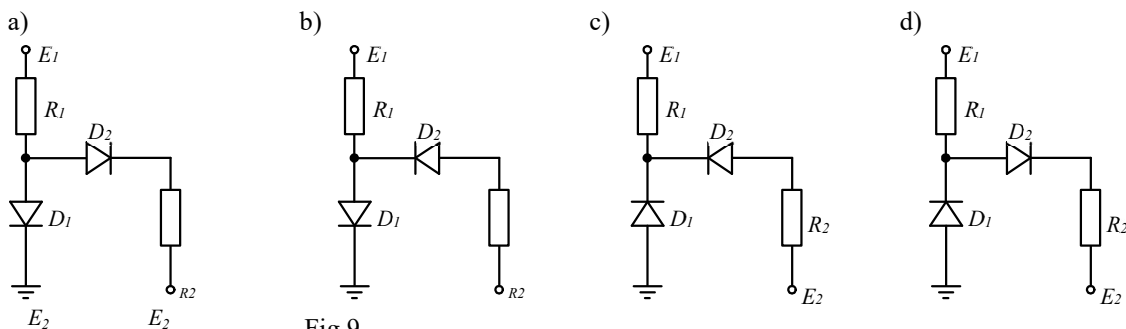 a) b) c) d)
E1 E1 E1 E1
R1 R1 R1 R1
D2 D2 D2 D2
D1 D1 D1 R2 D1 R2
R2 R2 E2 E2
E2 E2 Fig 9